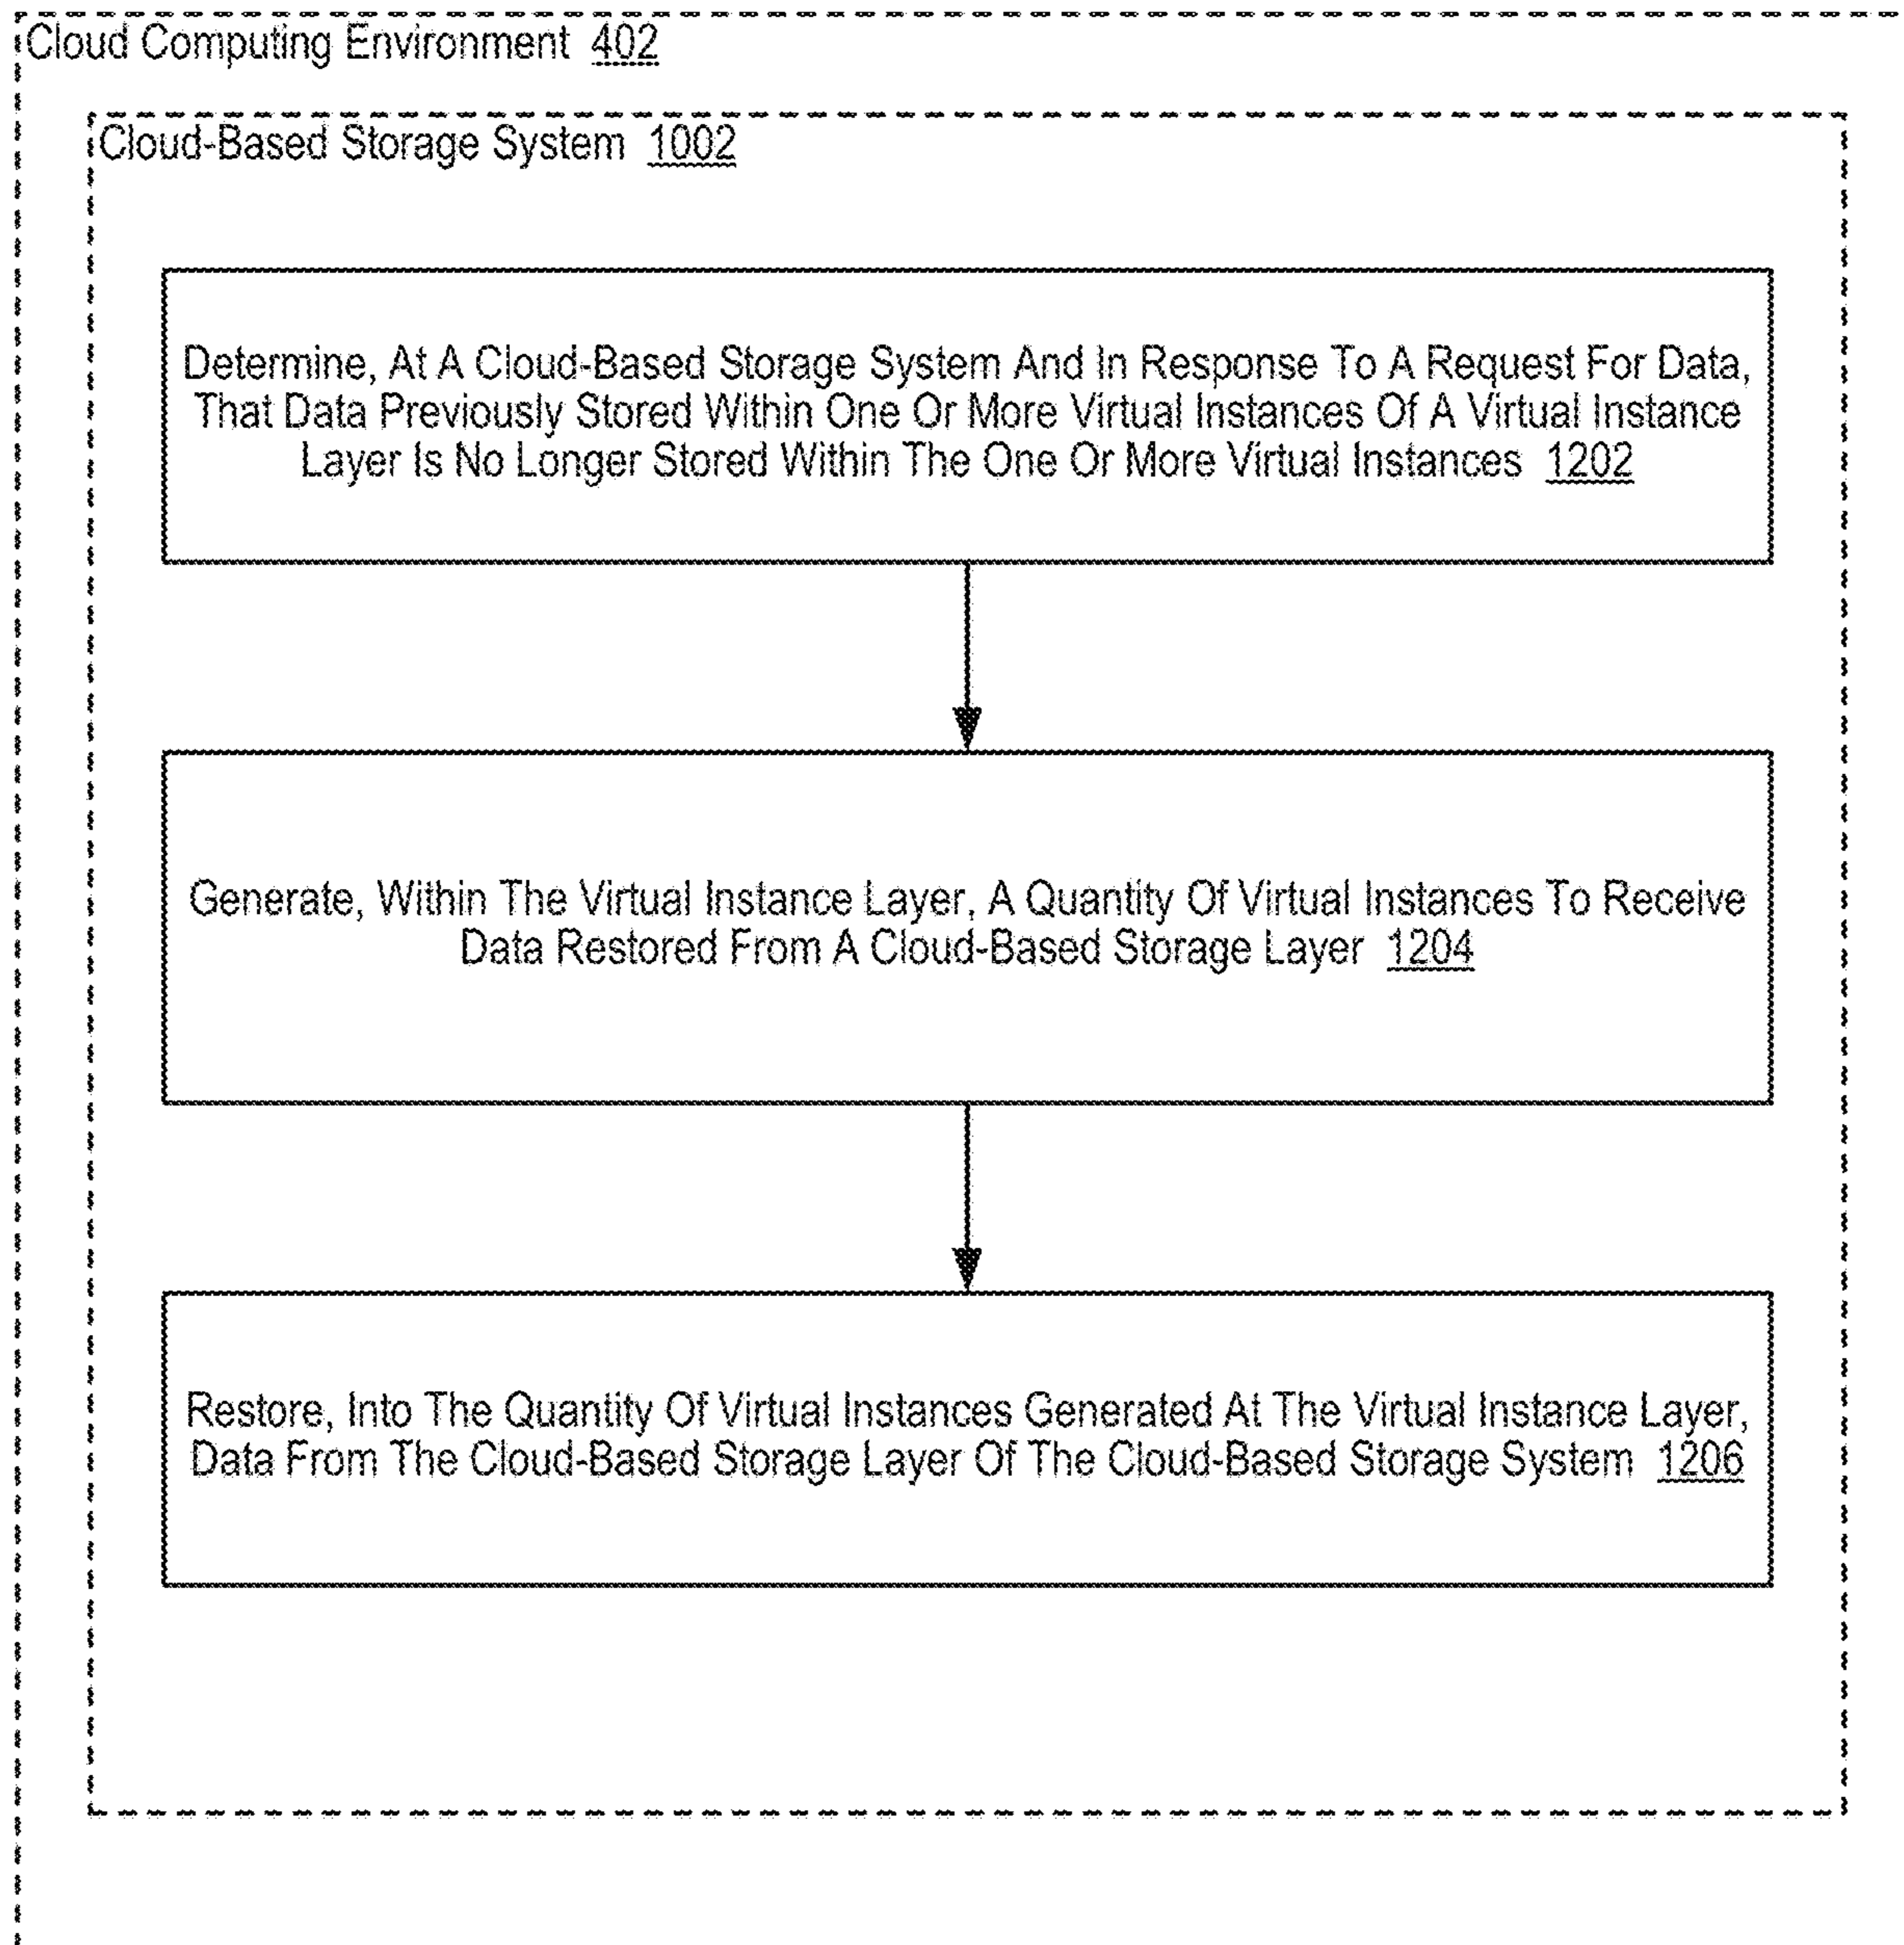 Cloud Computing Environment 402
Cloud-Based Storage System 1002
Determine, At A Cloud-Based Storage System And In Response To A Request For Data,
That Data Previously Stored Within One Or More Virtual Instances Of A Virtual Instance
Layer Is No Longer Stored Within The One Or More Virtual Instances 1202
Generate, Within The Virtual Instance Layer, A Quantity Of Virtual Instances To Receive
Data Restored From A Cloud-Based Storage Layer 1204
Restore, Into The Quantity Of Virtual Instances Generated At The Virtual Instance Layer,
Data From The Cloud-Based Storage Layer Of The Cloud-Based Storage System 1206